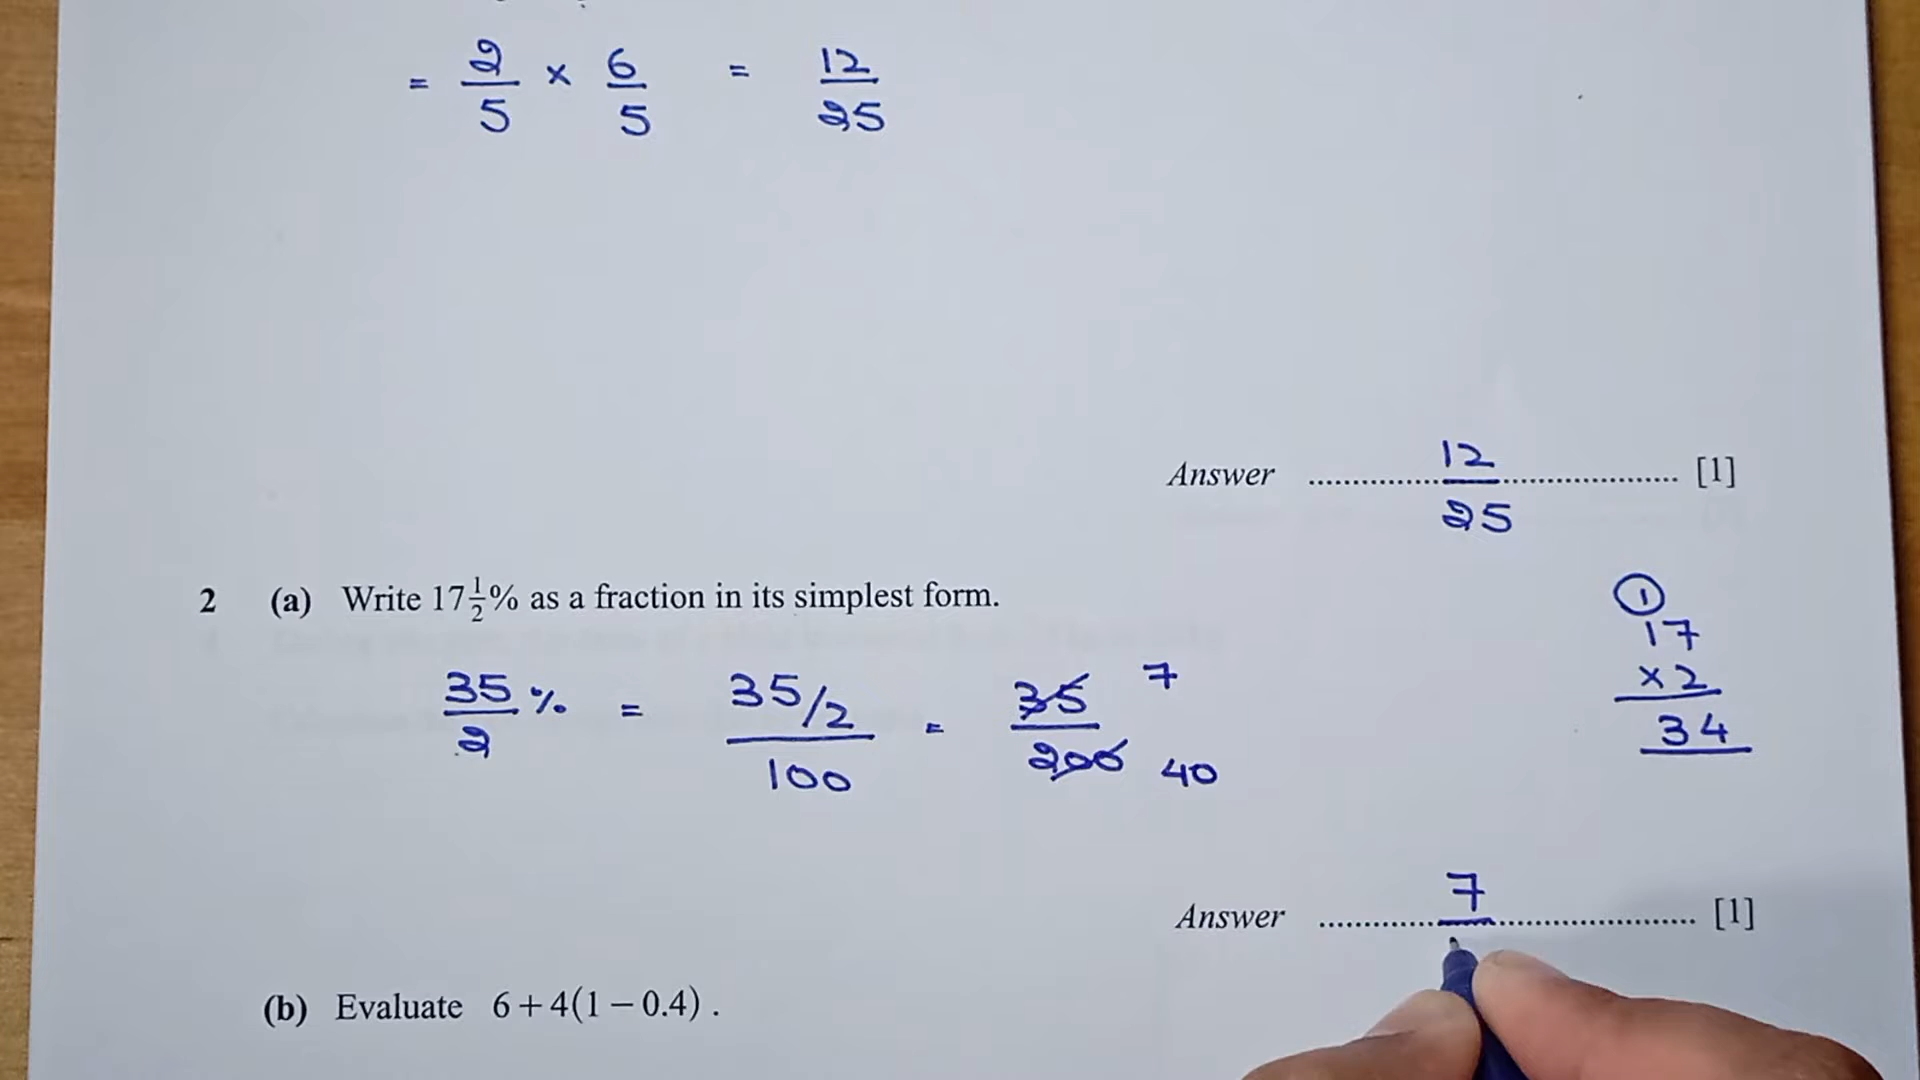 = 2/5 × 6/5 = 12/25
Answer .................... 12/25 .................... [1]
2 (a) Write 17 1/2 % as a fraction in its simplest form.
1
17
×2
34
35/2 % = 35/2 / 100 = 35/200 7 40
Answer .................... 7 .................... [1]
(b) Evaluate 6 + 4(1 − 0.4) .